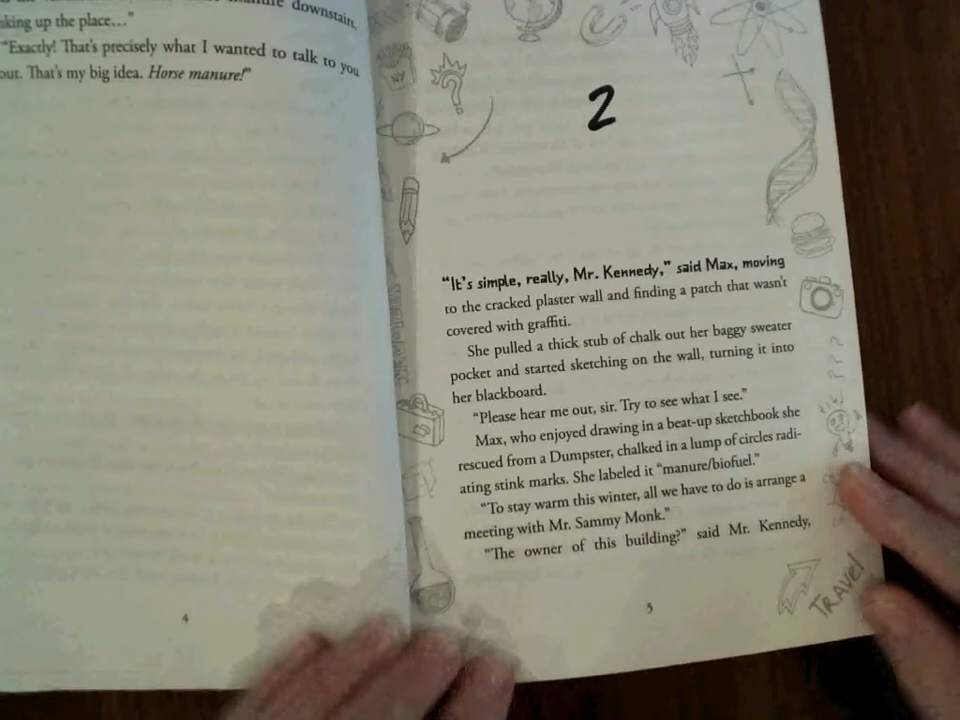 downstain,
king up the place…”
“Exactly! That’s precisely what I wanted to talk to you
out. That’s my big idea. Horse manure!”
4
2
“It’s simple, really, Mr. Kennedy,” said Max, moving
to the cracked plaster wall and finding a patch that wasn’t
covered with graffiti.
She pulled a thick stub of chalk out her baggy sweater
pocket and started sketching on the wall, turning it into
her blackboard.
“Please hear me out, sir. Try to see what I see.”
Max, who enjoyed drawing in a beat-up sketchbook she
rescued from a Dumpster, chalked in a lump of circles radi-
ating stink marks. She labeled it “manure/biofuel.”
“To stay warm this winter, all we have to do is arrange a
meeting with Mr. Sammy Monk.”
“The owner of this building?” said Mr. Kennedy,
5
TRAVEL